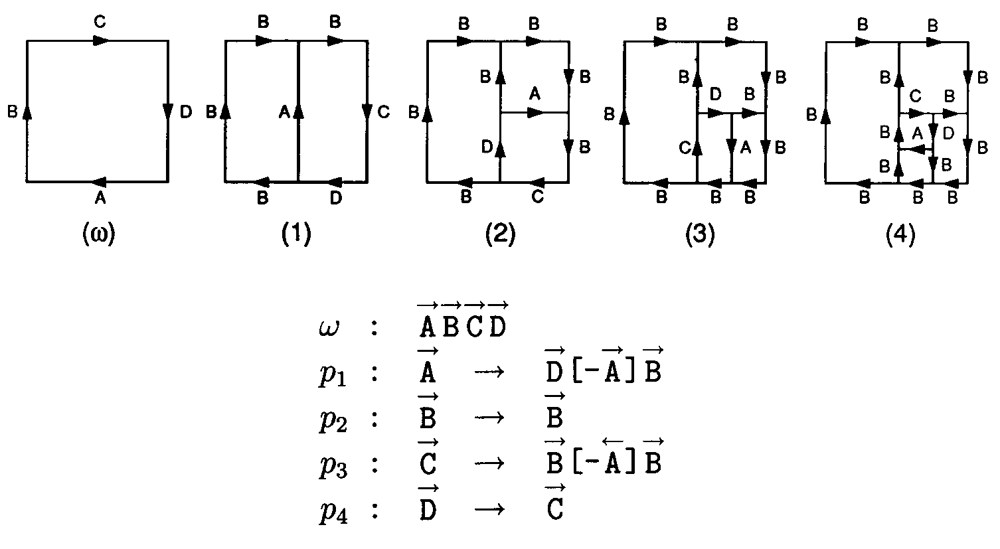 C B B B B B B B B
B D B A C B B A B B D B B B B C B B
D C C A B B A D B B
A B D B C B B B B B B
(ω) (1) (2) (3) (4)
ω : A⃗ B⃗ C⃗ D⃗
p₁ : A⃗ → D⃗ [-A⃗] B⃗
p₂ : B⃗ → B⃗
p₃ : C⃗ → B⃗ [-A⃖] B⃗
p₄ : D⃗ → C⃗